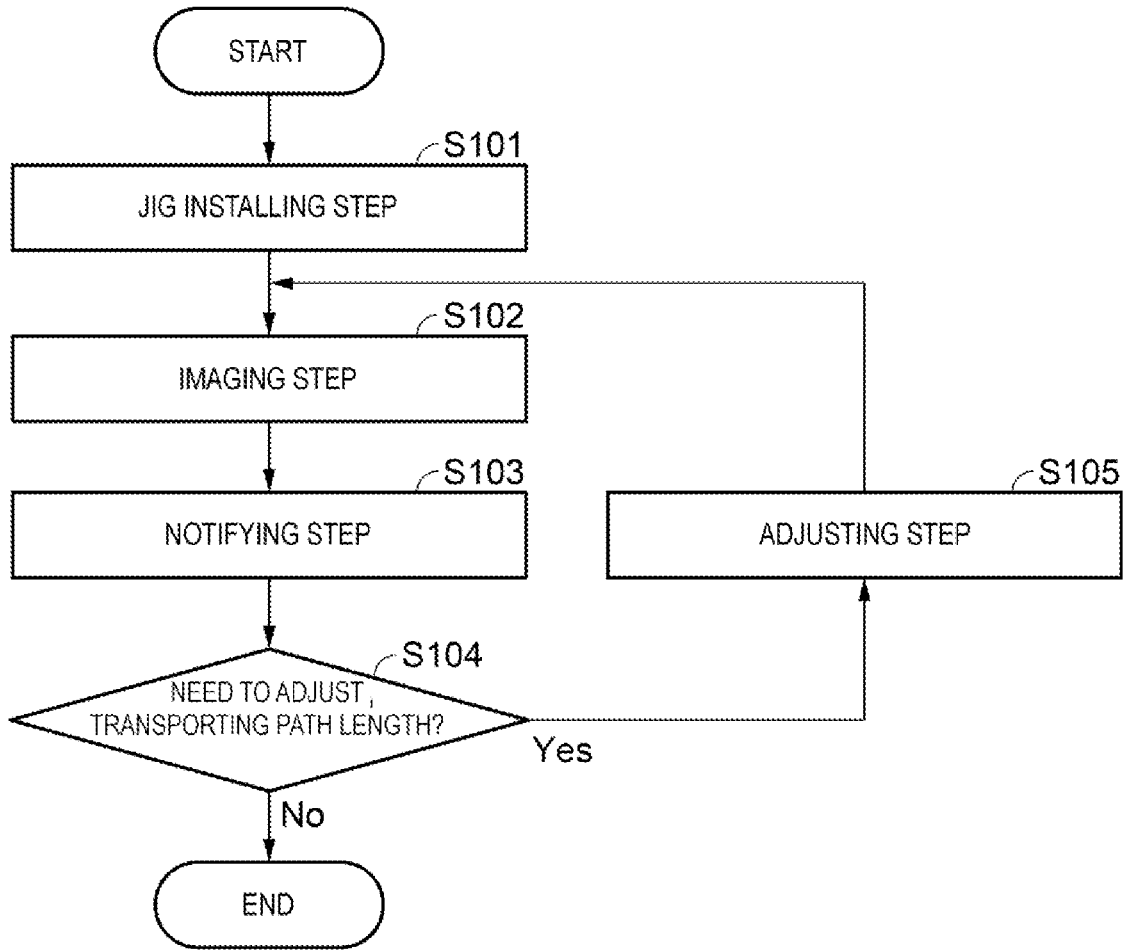 START
S101
JIG INSTALLING STEP
S102
IMAGING STEP
S103
NOTIFYING STEP
S105
ADJUSTING STEP
S104
NEED TO ADJUST
TRANSPORTING PATH LENGTH?
Yes
No
END